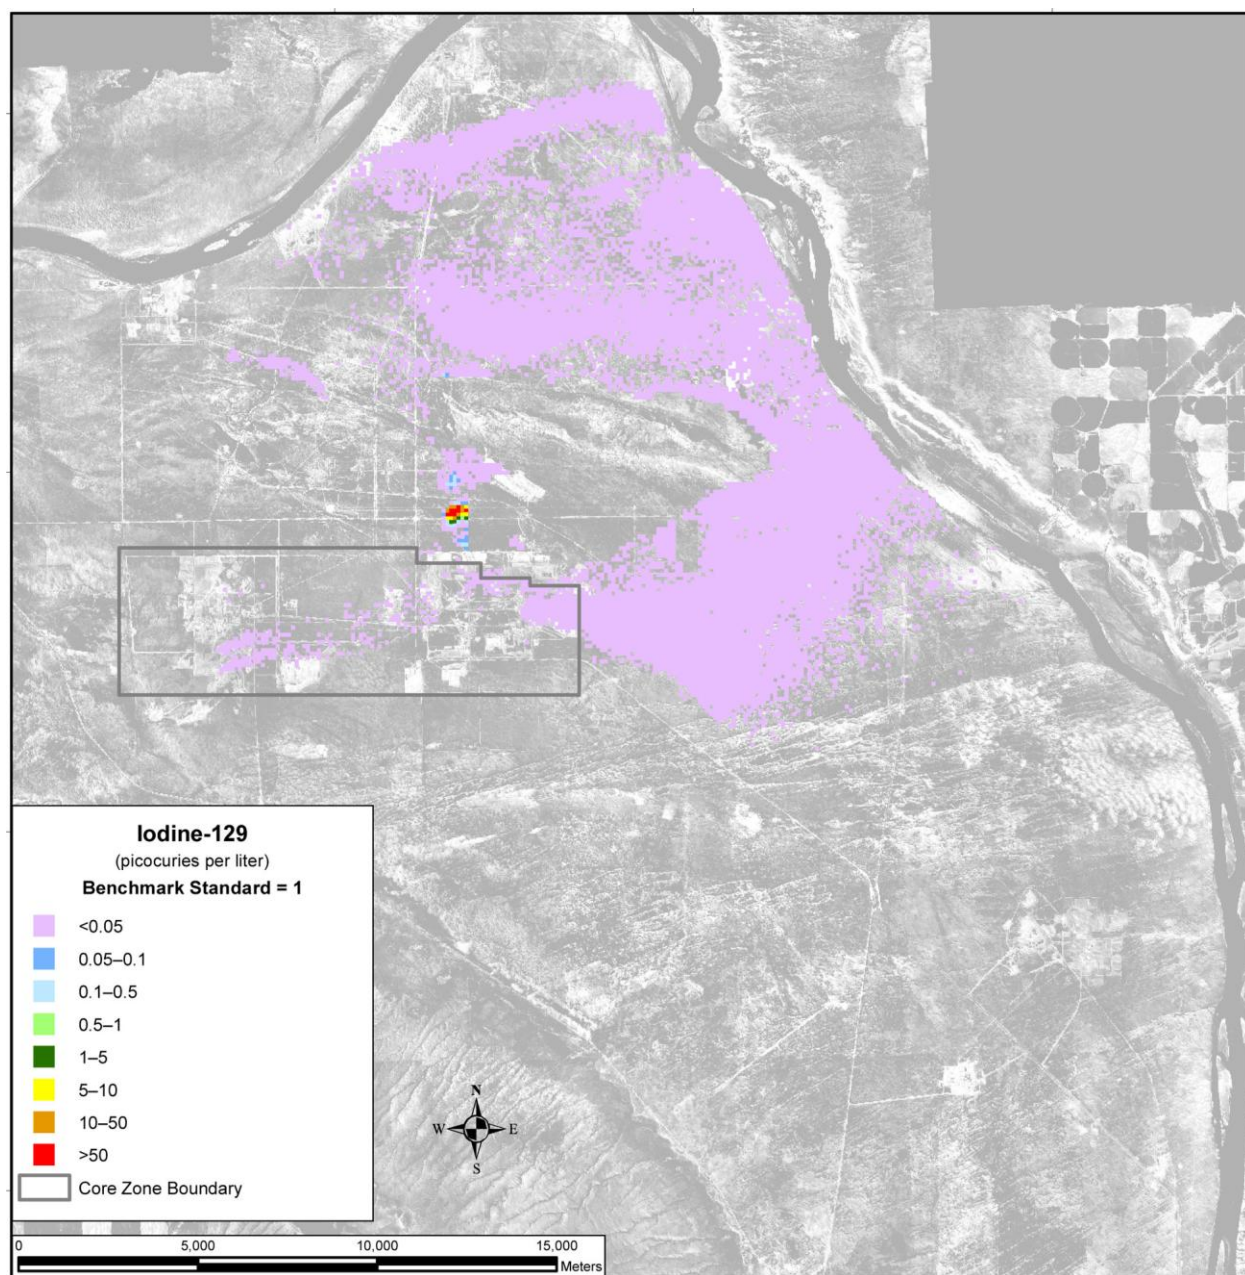 Iodine-129
(picocuries per liter)
Benchmark Standard = 1
<0.05
0.05–0.1
0.1–0.5
0.5–1
1–5
5–10
10–50
>50
Core Zone Boundary
N
W E
S
0 5,000 10,000 15,000
Meters